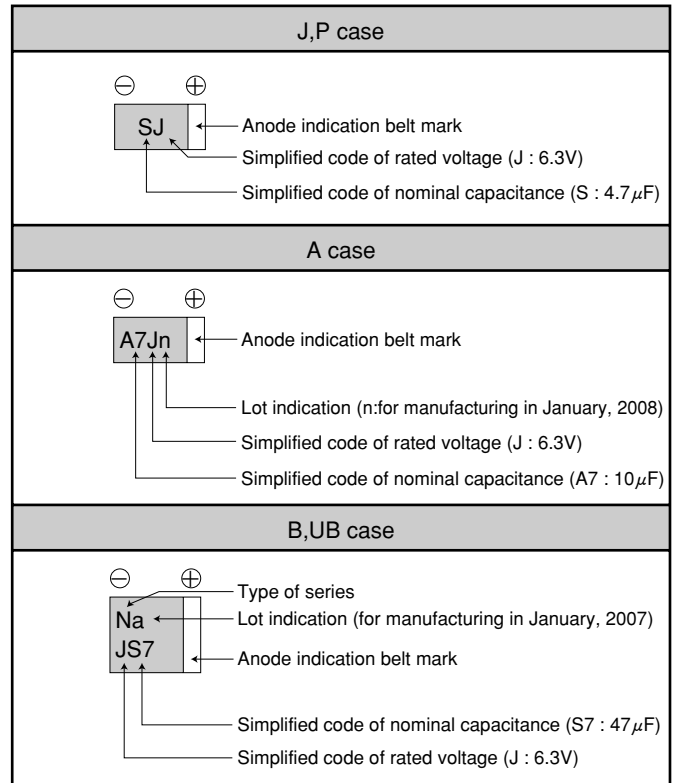 J,P case
⊖ ⊕
SJ
Anode indication belt mark
Simplified code of rated voltage (J : 6.3V)
Simplified code of nominal capacitance (S : 4.7μF)
A case
⊖ ⊕
A7Jn
Anode indication belt mark
Lot indication (n:for manufacturing in January, 2008)
Simplified code of rated voltage (J : 6.3V)
Simplified code of nominal capacitance (A7 : 10μF)
B,UB case
⊖ ⊕
Type of series
Na
Lot indication (for manufacturing in January, 2007)
JS7
Anode indication belt mark
Simplified code of nominal capacitance (S7 : 47μF)
Simplified code of rated voltage (J : 6.3V)